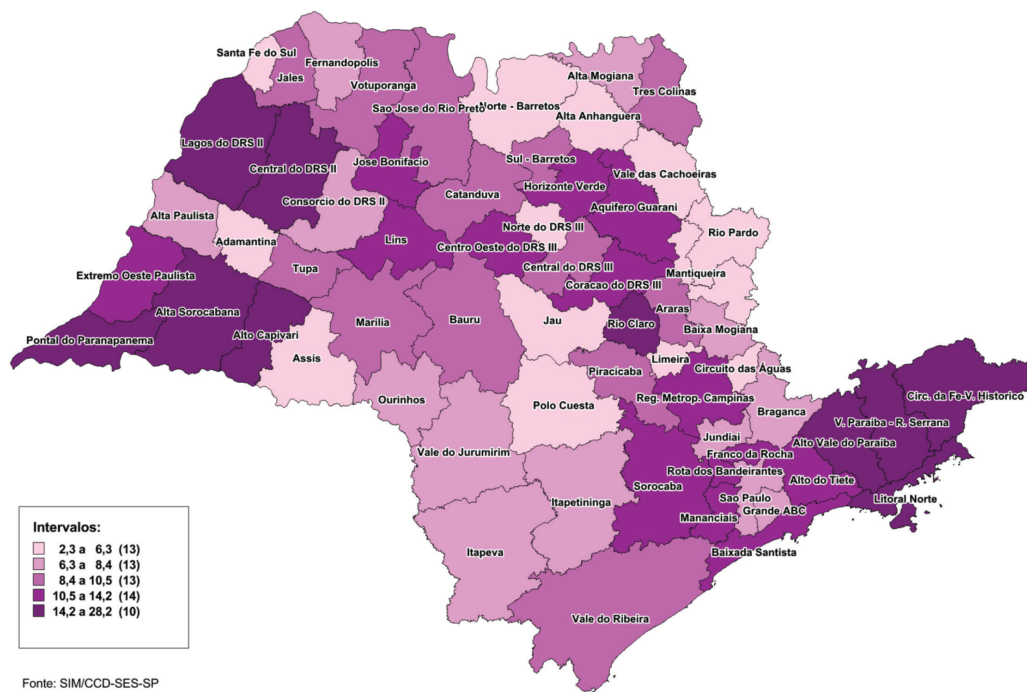 Santa Fe do Sul
Jales
Fernandopolis
Votuporanga
Sao Jose do Rio Preto
Norte - Barretos
Alta Mogiana
Tres Colinas
Alta Anhanguera
Lagos do DRS II
Central do DRS II
Jose Bonifacio
Sul - Barretos
Vale das Cachoeiras
Horizonte Verde
Catanduva
Consorcio do DRS II
Aquifero Guarani
Alta Paulista
Adamantina
Lins
Norte do DRS III
Centro Oeste do DRS III
Rio Pardo
Tupa
Central do DRS III
Mantiqueira
Extremo Oeste Paulista
Coracao do DRS III
Alta Sorocabana
Araras
Marilia
Bauru
Jau
Rio Claro
Baixa Mogiana
Pontal do Paranapanema
Alto Capivari
Assis
Limeira
Circuito das Águas
Piracicaba
Circ. da Fe-V. Historico
Ourinhos
Polo Cuesta
Reg. Metrop. Campinas
Braganca
V. Paraiba - R. Serrana
Jundiai
Alto Vale do Paraiba
Vale do Jurumirim
Franco da Rocha
Rota dos Bandeirantes
Sorocaba
Alto do Tiete
Itapetininga
Sao Paulo
Litoral Norte
Grande ABC
Mananciais
Itapeva
Baixada Santista
Vale do Ribeira
Intervalos:
2,3 a 6,3 (13)
6,3 a 8,4 (13)
8,4 a 10,5 (13)
10,5 a 14,2 (14)
14,2 a 28,2 (10)
Fonte: SIM/CCD-SES-SP